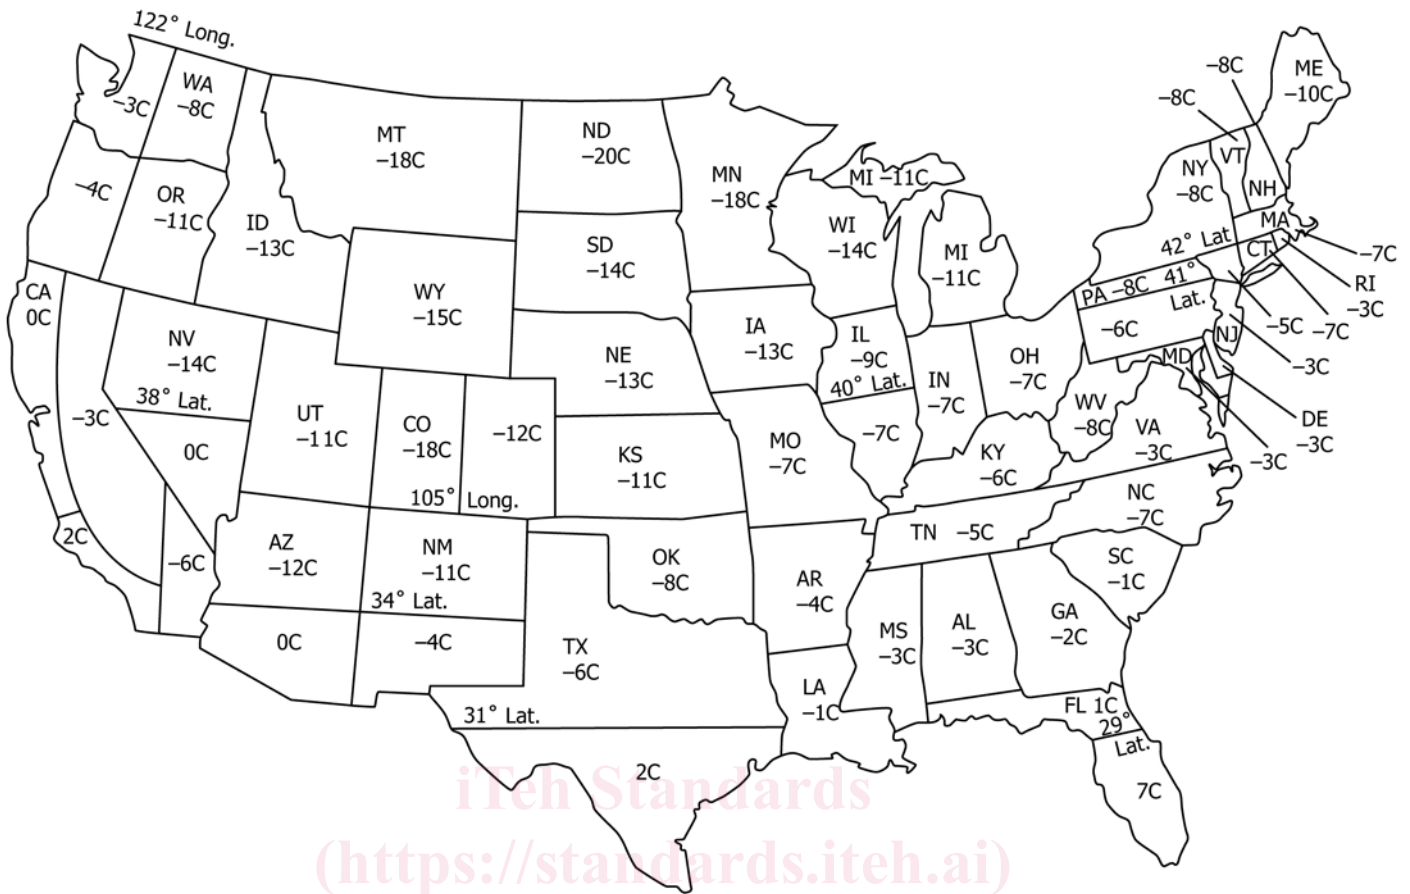 122° Long.
WA
–8C
–3C
–4C
OR
–11C
ID
–13C
MT
–18C
ND
–20C
MN
–18C
SD
–14C
WY
–15C
WI
–14C
MI –11C
MI
–11C
ME
–10C
–8C
–8C
VT
NH
NY
–8C
MA
–7C
42° Lat
CT
RI
–3C
–7C
–5C
41°
Lat.
PA –8C
–6C
NJ
–3C
MD
DE
–3C
–3C
CA
0C
–3C
2C
–6C
NV
–14C
38° Lat.
0C
UT
–11C
CO
–18C
105° Long.
–12C
NE
–13C
KS
–11C
IA
–13C
IL
–9C
40° Lat.
–7C
IN
–7C
OH
–7C
WV
–8C
VA
–3C
KY
–6C
MO
–7C
NC
–7C
TN –5C
SC
–1C
AZ
–12C
0C
NM
–11C
34° Lat.
–4C
OK
–8C
AR
–4C
TX
–6C
31° Lat.
2C
LA
–1C
MS
–3C
AL
–3C
GA
–2C
FL 1C
29°
Lat.
7C
iTeh Standards
(https://standards.iteh.ai)